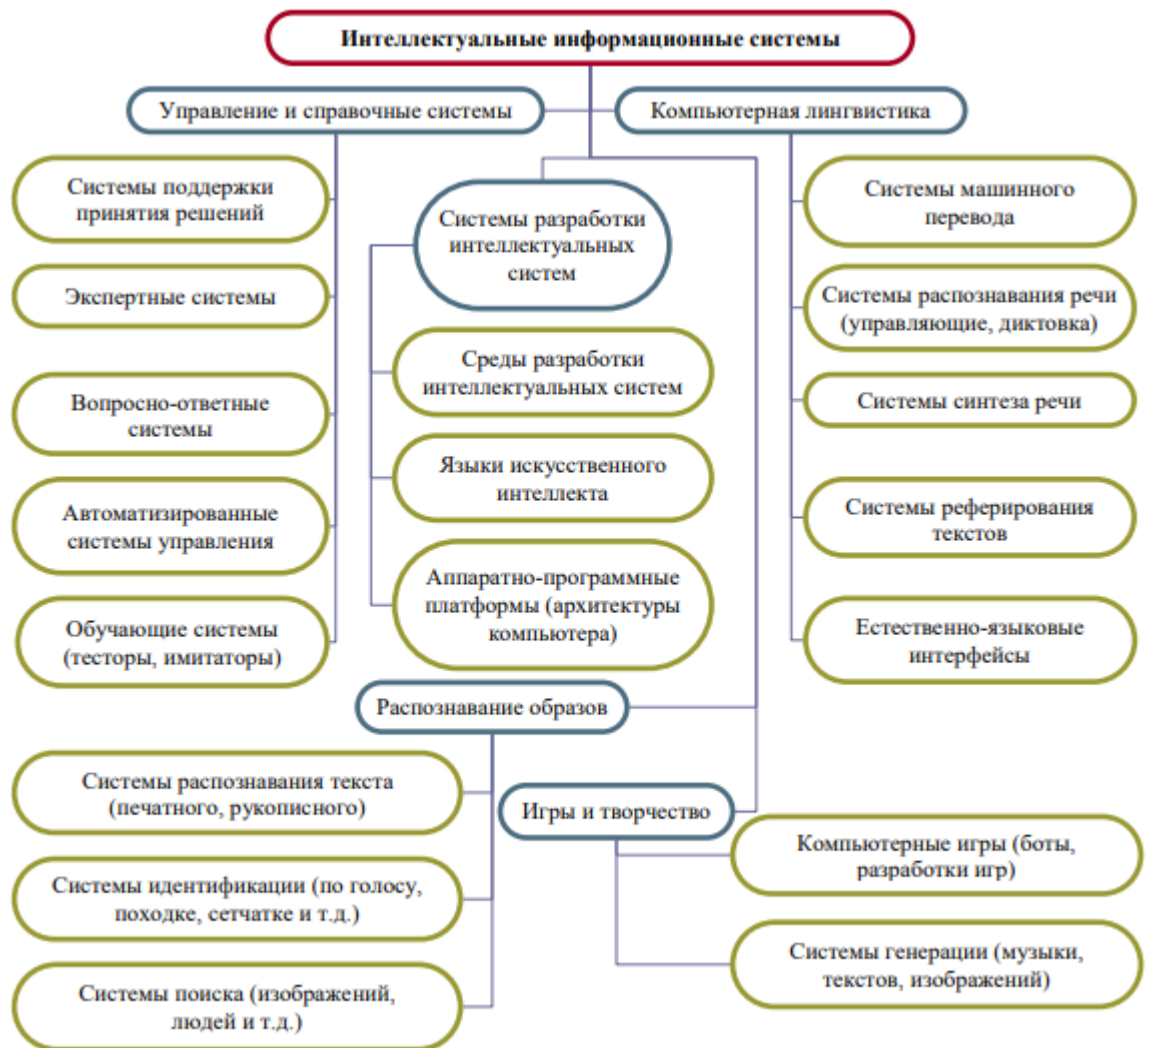 Интеллектуальные информационные системы
Управление и справочные системы
Системы поддержки
принятия решений
Экспертные системы
Вопросно-ответные
системы
Автоматизированные
системы управления
Обучающие системы
(тесторы, имитаторы)
Компьютерная лингвистика
Системы машинного
перевода
Системы распознавания речи
(управляющие, диктовка)
Системы синтеза речи
Системы реферирования
текстов
Естественно-языковые
интерфейсы
Системы разработки
интеллектуальных
систем
Среды разработки
интеллектуальных систем
Языки искусственного
интеллекта
Аппаратно-программные
платформы (архитектуры
компьютера)
Распознавание образов
Системы распознавания текста
(печатного, рукописного)
Системы идентификации (по голосу,
походке, сетчатке и т.д.)
Системы поиска (изображений,
людей и т.д.)
Игры и творчество
Компьютерные игры (боты,
разработки игр)
Системы генерации (музыки,
текстов, изображений)